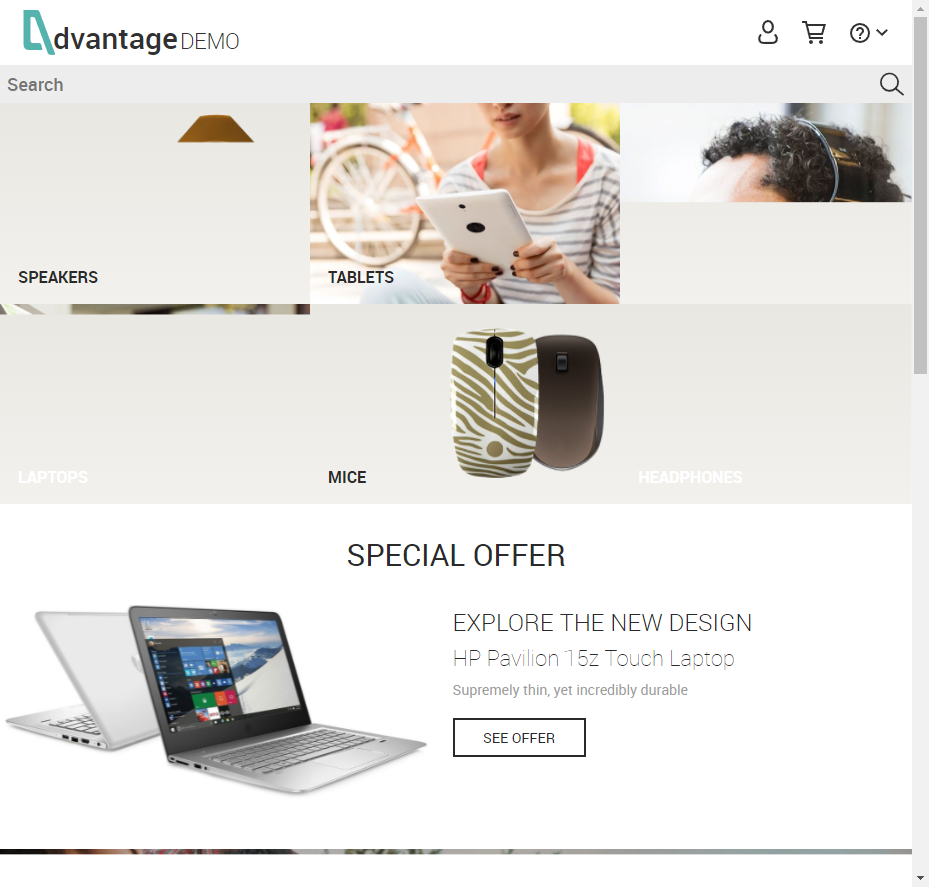 dvantage DEMO
Search
SPEAKERS
TABLETS
LAPTOPS
MICE
HEADPHONES
SPECIAL OFFER
EXPLORE THE NEW DESIGN
HP Pavilion 15z Touch Laptop
Supremely thin, yet incredibly durable
SEE OFFER